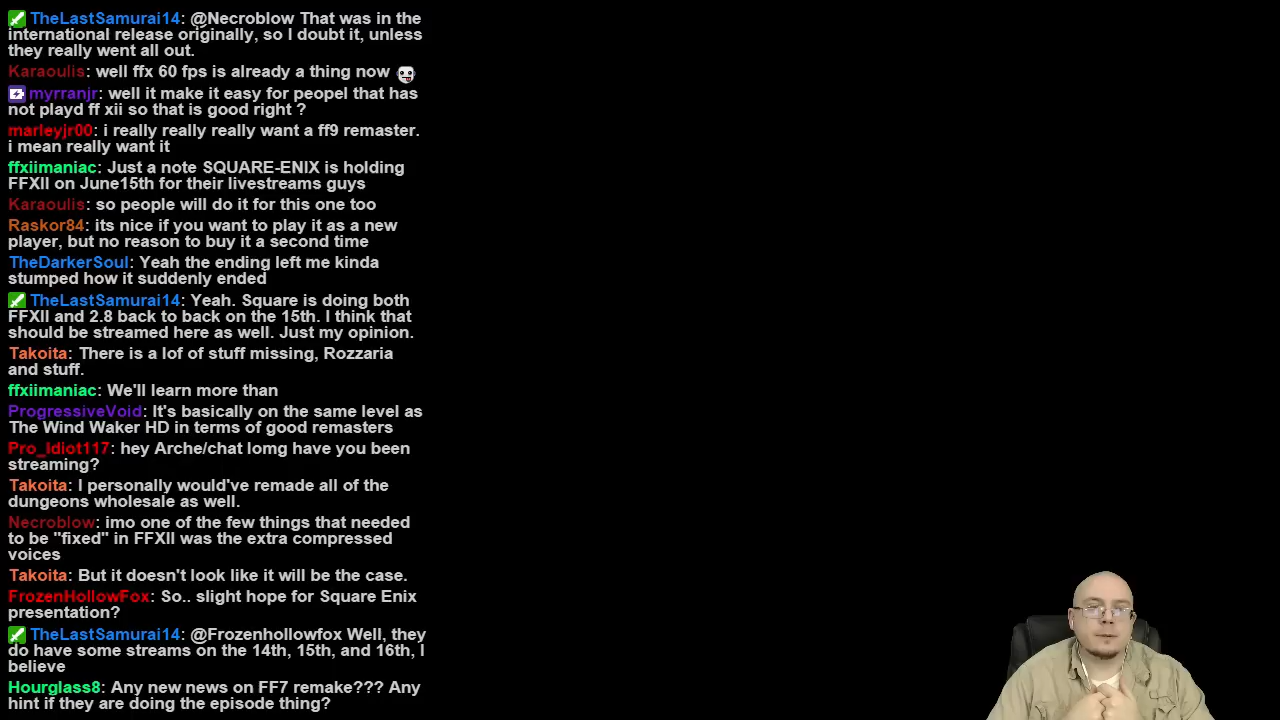 TheLastSamurai14: @Necroblow That was in the
international release originally, so I doubt it, unless
they really went all out.
Karaoulis: well ffx 60 fps is already a thing now
myrranjr: well it make it easy for peopel that has
not playd ff xii so that is good right ?
marleyjr00: i really really really want a ff9 remaster.
i mean really want it
ffxiimaniac: Just a note SQUARE-ENIX is holding
FFXII on June15th for their livestreams guys
Karaoulis: so people will do it for this one too
Raskor84: its nice if you want to play it as a new
player, but no reason to buy it a second time
TheDarkerSoul: Yeah the ending left me kinda
stumped how it suddenly ended
TheLastSamurai14: Yeah. Square is doing both
FFXII and 2.8 back to back on the 15th. I think that
should be streamed here as well. Just my opinion.
Takoita: There is a lof of stuff missing, Rozzaria
and stuff.
ffxiimaniac: We'll learn more than
ProgressiveVoid: It's basically on the same level as
The Wind Waker HD in terms of good remasters
Pro_Idiot117: hey Arche/chat lomg have you been
streaming?
Takoita: I personally would've remade all of the
dungeons wholesale as well.
Necroblow: imo one of the few things that needed
to be "fixed" in FFXII was the extra compressed
voices
Takoita: But it doesn't look like it will be the case.
FrozenHollowFox: So.. slight hope for Square Enix
presentation?
TheLastSamurai14: @Frozenhollowfox Well, they
do have some streams on the 14th, 15th, and 16th, I
believe
Hourglass8: Any new news on FF7 remake??? Any
hint if they are doing the episode thing?